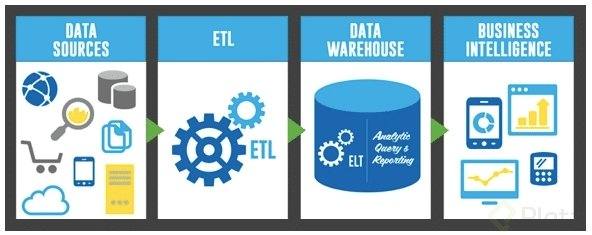 DATA
SOURCES
ETL
DATA
WAREHOUSE
BUSINESS
INTELLIGENCE
ETL
ELT
Analytic
Query &
Reporting